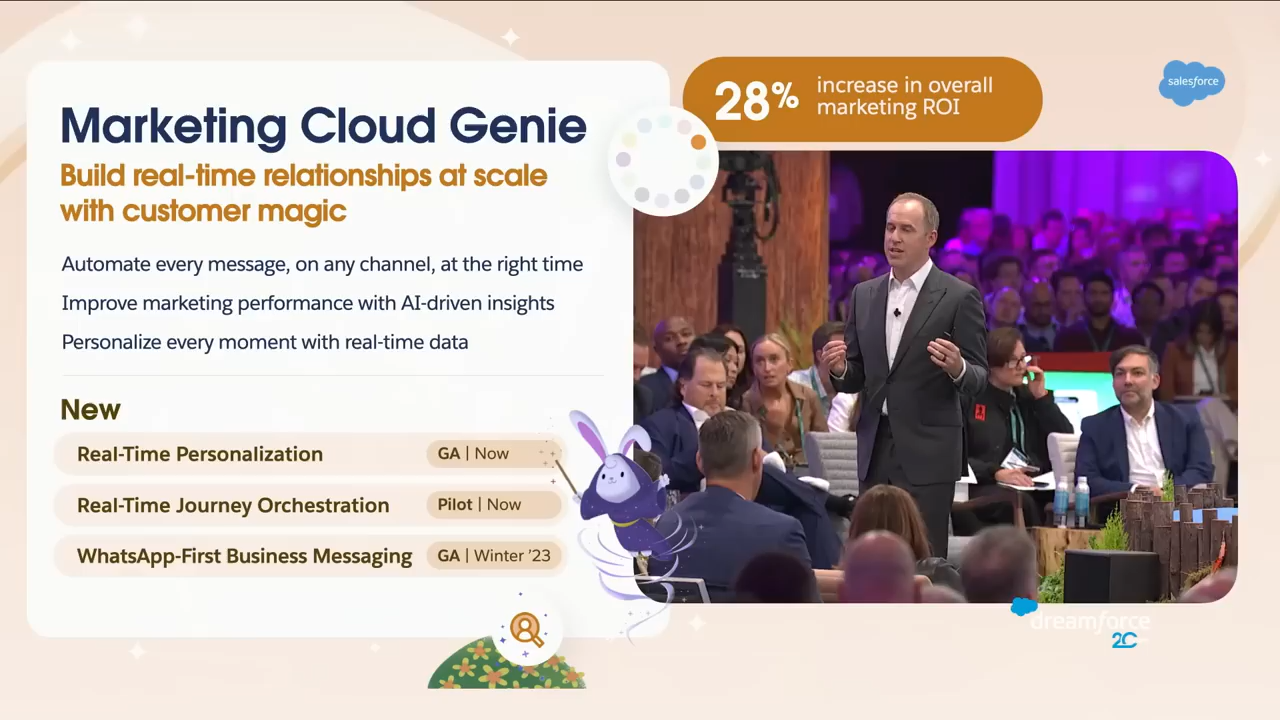 Marketing Cloud Genie
Build real-time relationships at scale
with customer magic
Automate every message, on any channel, at the right time
Improve marketing performance with AI-driven insights
Personalize every moment with real-time data
New
Real-Time Personalization GA | Now
Real-Time Journey Orchestration Pilot | Now
WhatsApp-First Business Messaging GA | Winter ’23
28% increase in overall
marketing ROI
salesforce
dreamforce